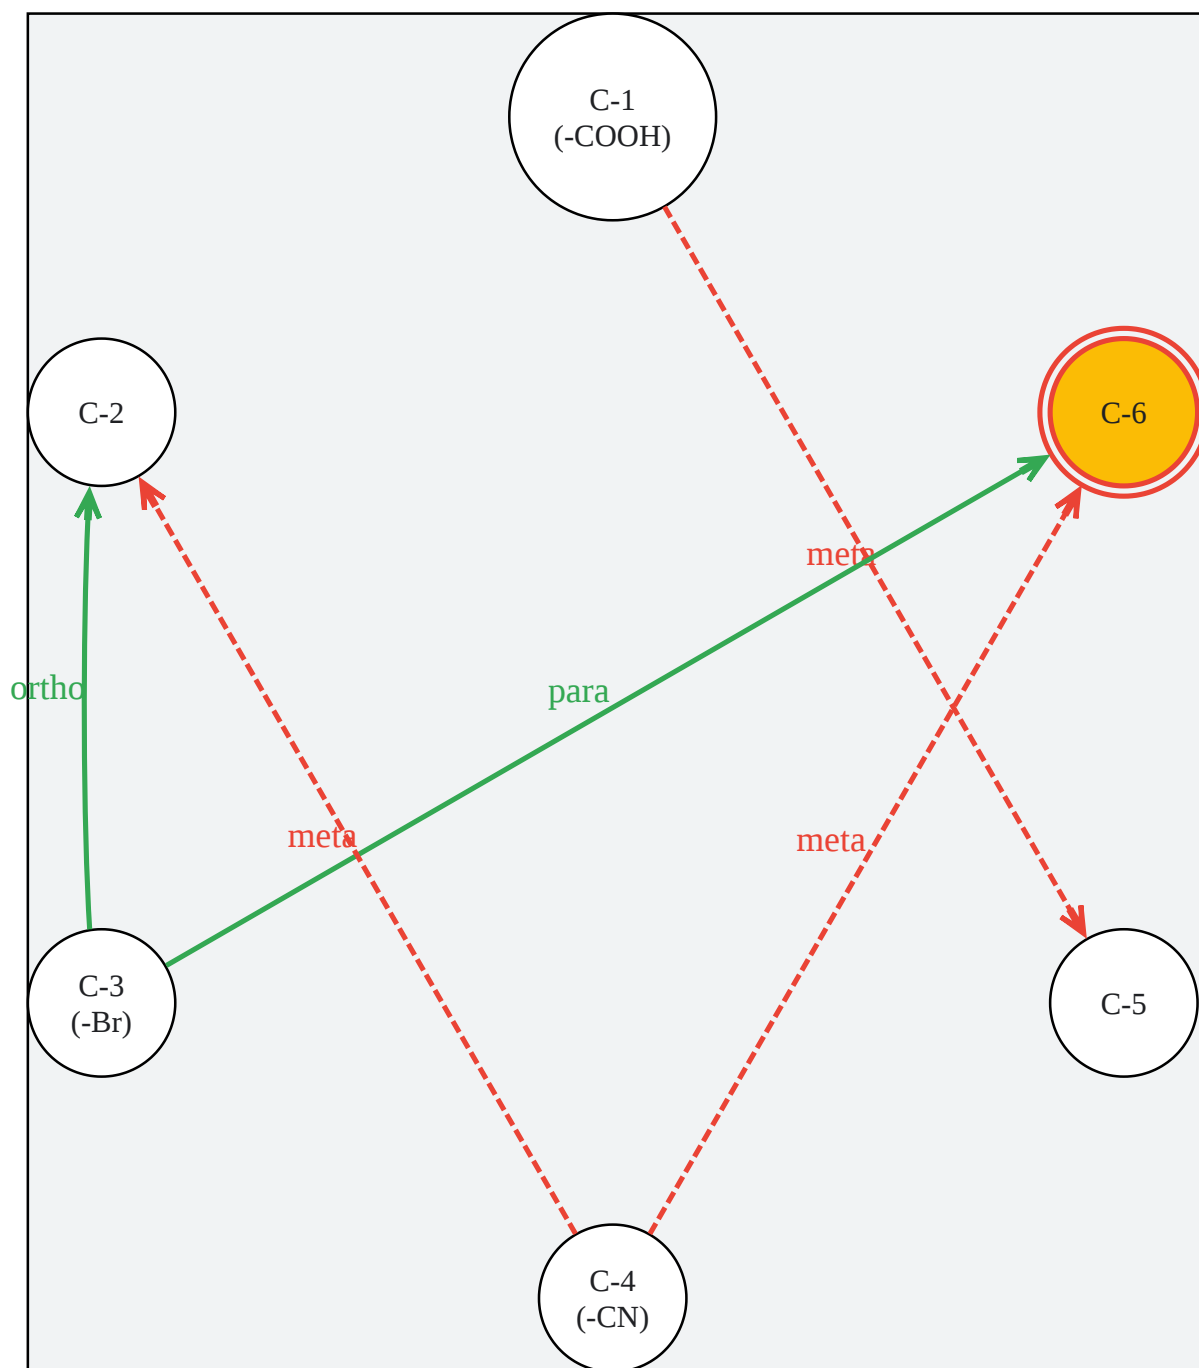 C-1
(-COOH)
C-2
C-6
meta
ortho
para
meta
meta
C-3
(-Br)
C-5
C-4
(-CN)